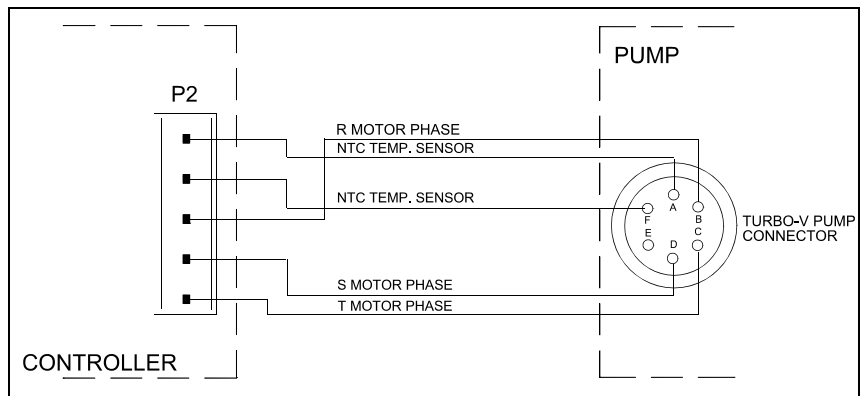 PUMP
P2
R MOTOR PHASE
NTC TEMP. SENSOR
NTC TEMP. SENSOR
A
F
B
E
D
C
TURBO-V PUMP
CONNECTOR
S MOTOR PHASE
T MOTOR PHASE
CONTROLLER